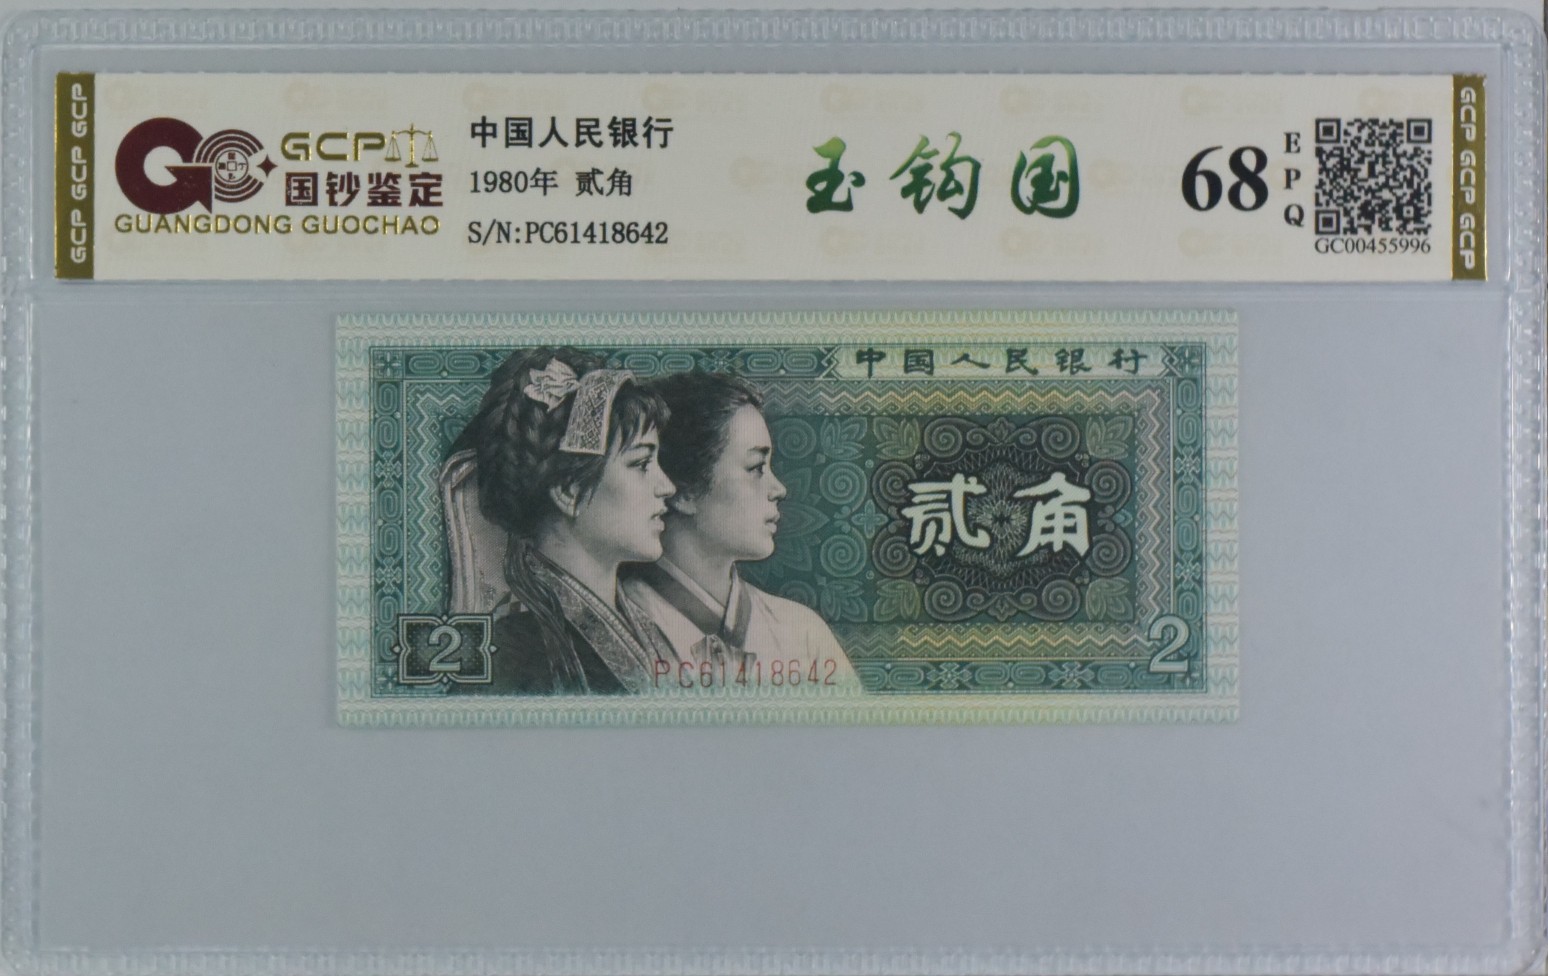 GCP GCP GCP
GCP
国钞鉴定
GUANGDONG GUOCHAO
中国人民银行
1980年 贰角
S/N:PC61418642
玉钩国
68
EPQ
GC00455996
GCP GCP GCP
中国人民银行
贰角
2
2
PC61418642